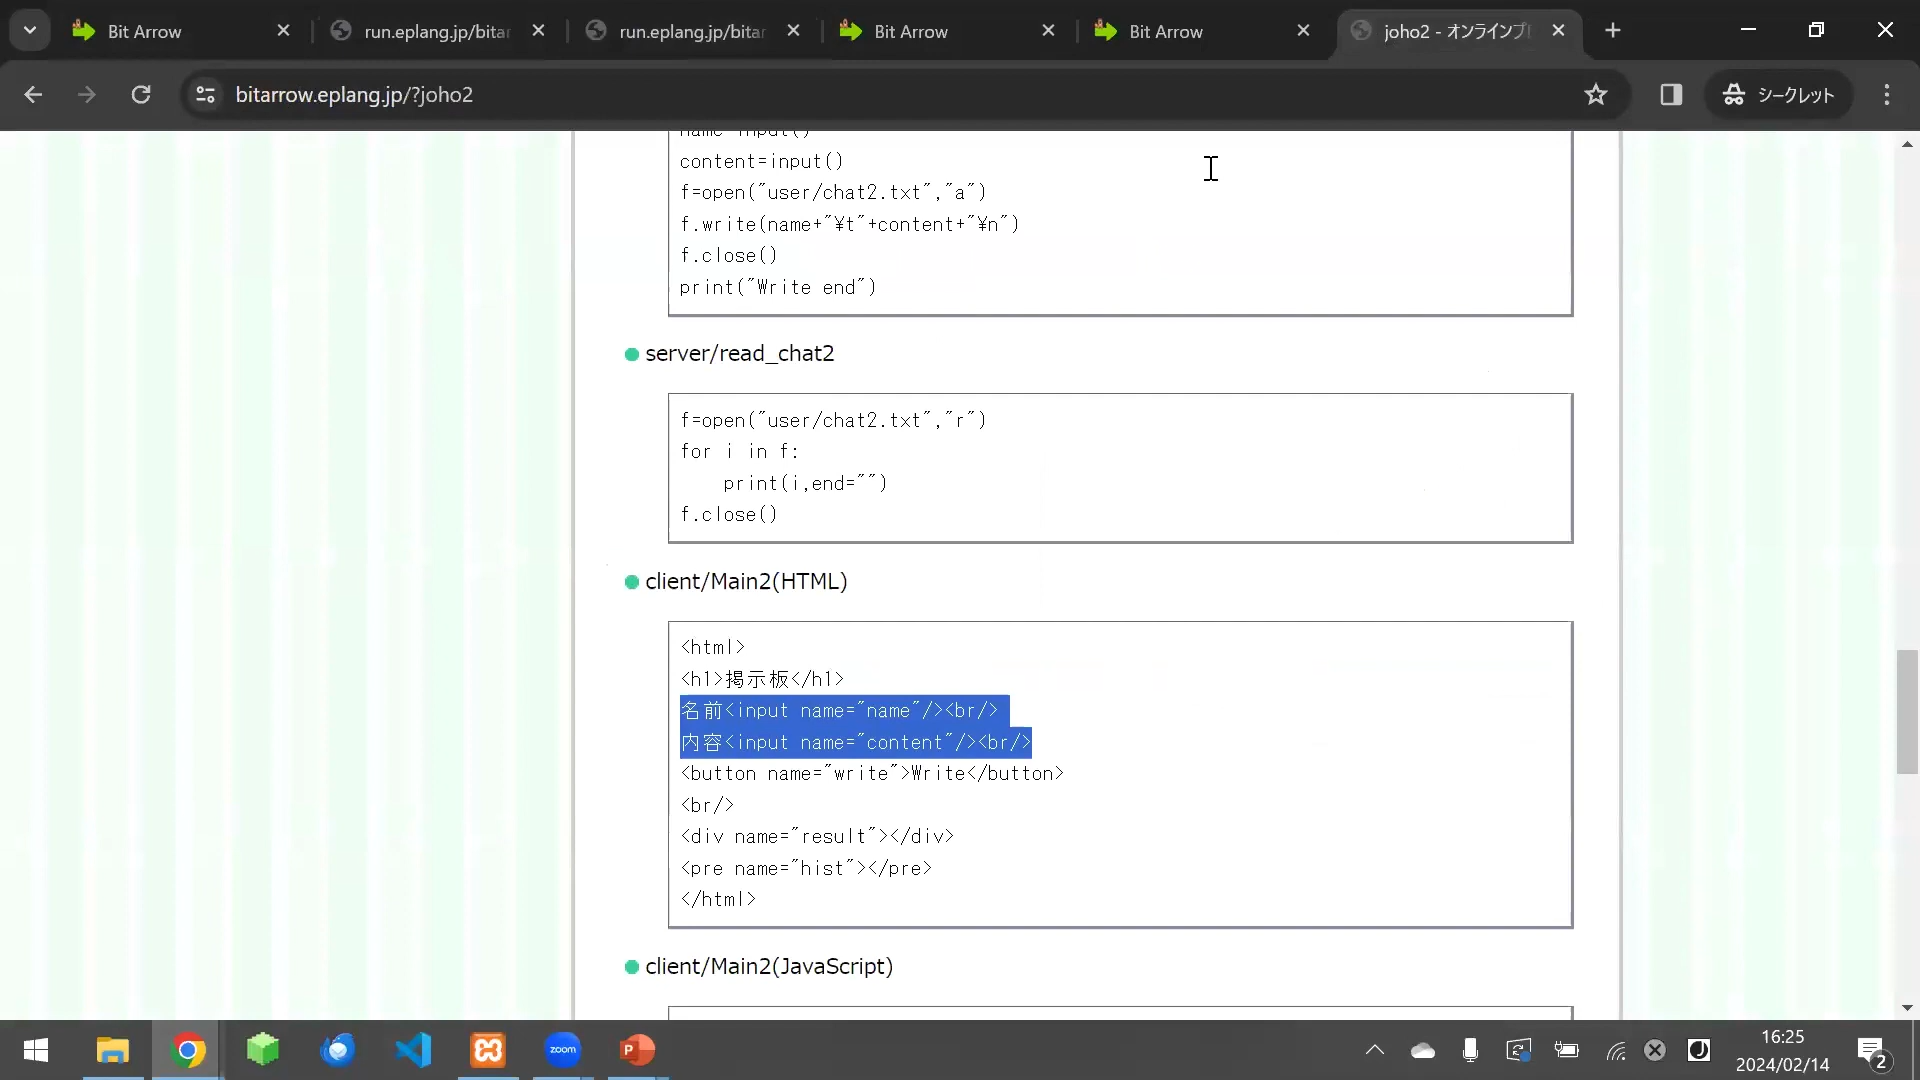 Bit Arrow
run.eplang.jp/bitar
run.eplang.jp/bitar
Bit Arrow
Bit Arrow
joho2 - オンラインプ
bitarrow.eplang.jp/?joho2
シークレット
content=input()
f=open("user/chat2.txt","a")
f.write(name+"¥t"+content+"¥n")
f.close()
print("Write end")
server/read_chat2
f=open("user/chat2.txt","r")
for i in f:
    print(i,end="")
f.close()
client/Main2(HTML)
<html>
<h1>掲示板</h1>
名前<input name="name"/><br/>
内容<input name="content"/><br/>
<button name="write">Write</button>
<br/>
<div name="result"></div>
<pre name="hist"></pre>
</html>
client/Main2(JavaScript)
zoom
16:25
2024/02/14
2